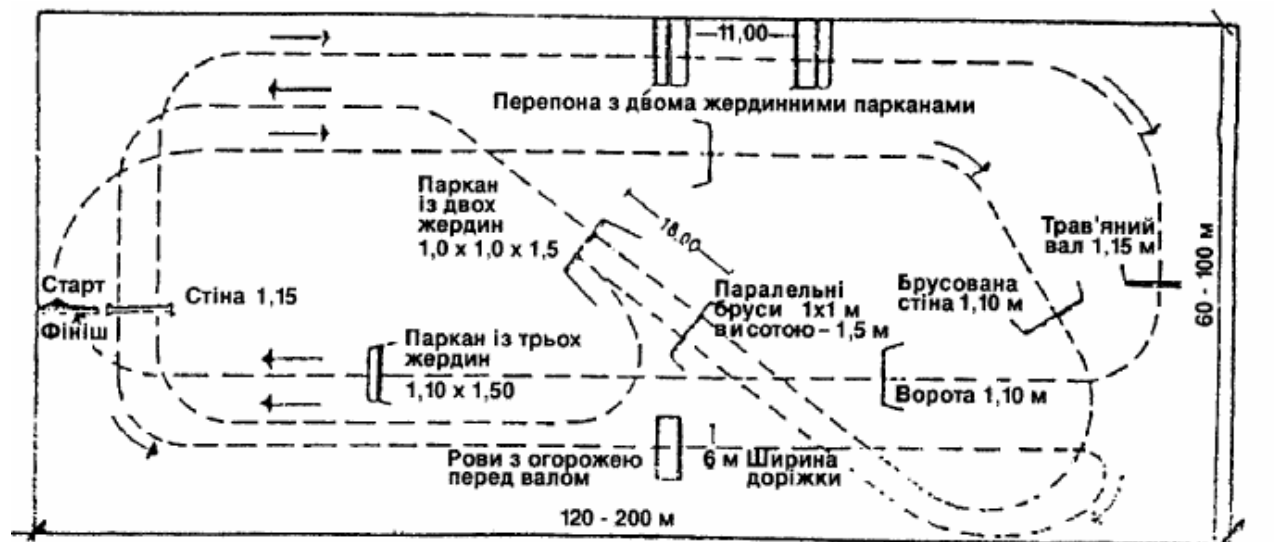 11,00
Перепона з двома жердинними парканами
Паркан
із двох
жердин
1,0 x 1,0 x 1,5
18,00
Трав'яний
вал 1,15 м
Старт
Фініш
Стіна 1,15
Паралельні
бруси 1x1 м
висотою – 1,5 м
Брусована
стіна 1,10 м
60 - 100 м
Паркан із трьох
жердин
1,10 x 1,50
Ворота 1,10 м
Рови з огорожею
перед валом
6 м Ширина
доріжки
120 - 200 м